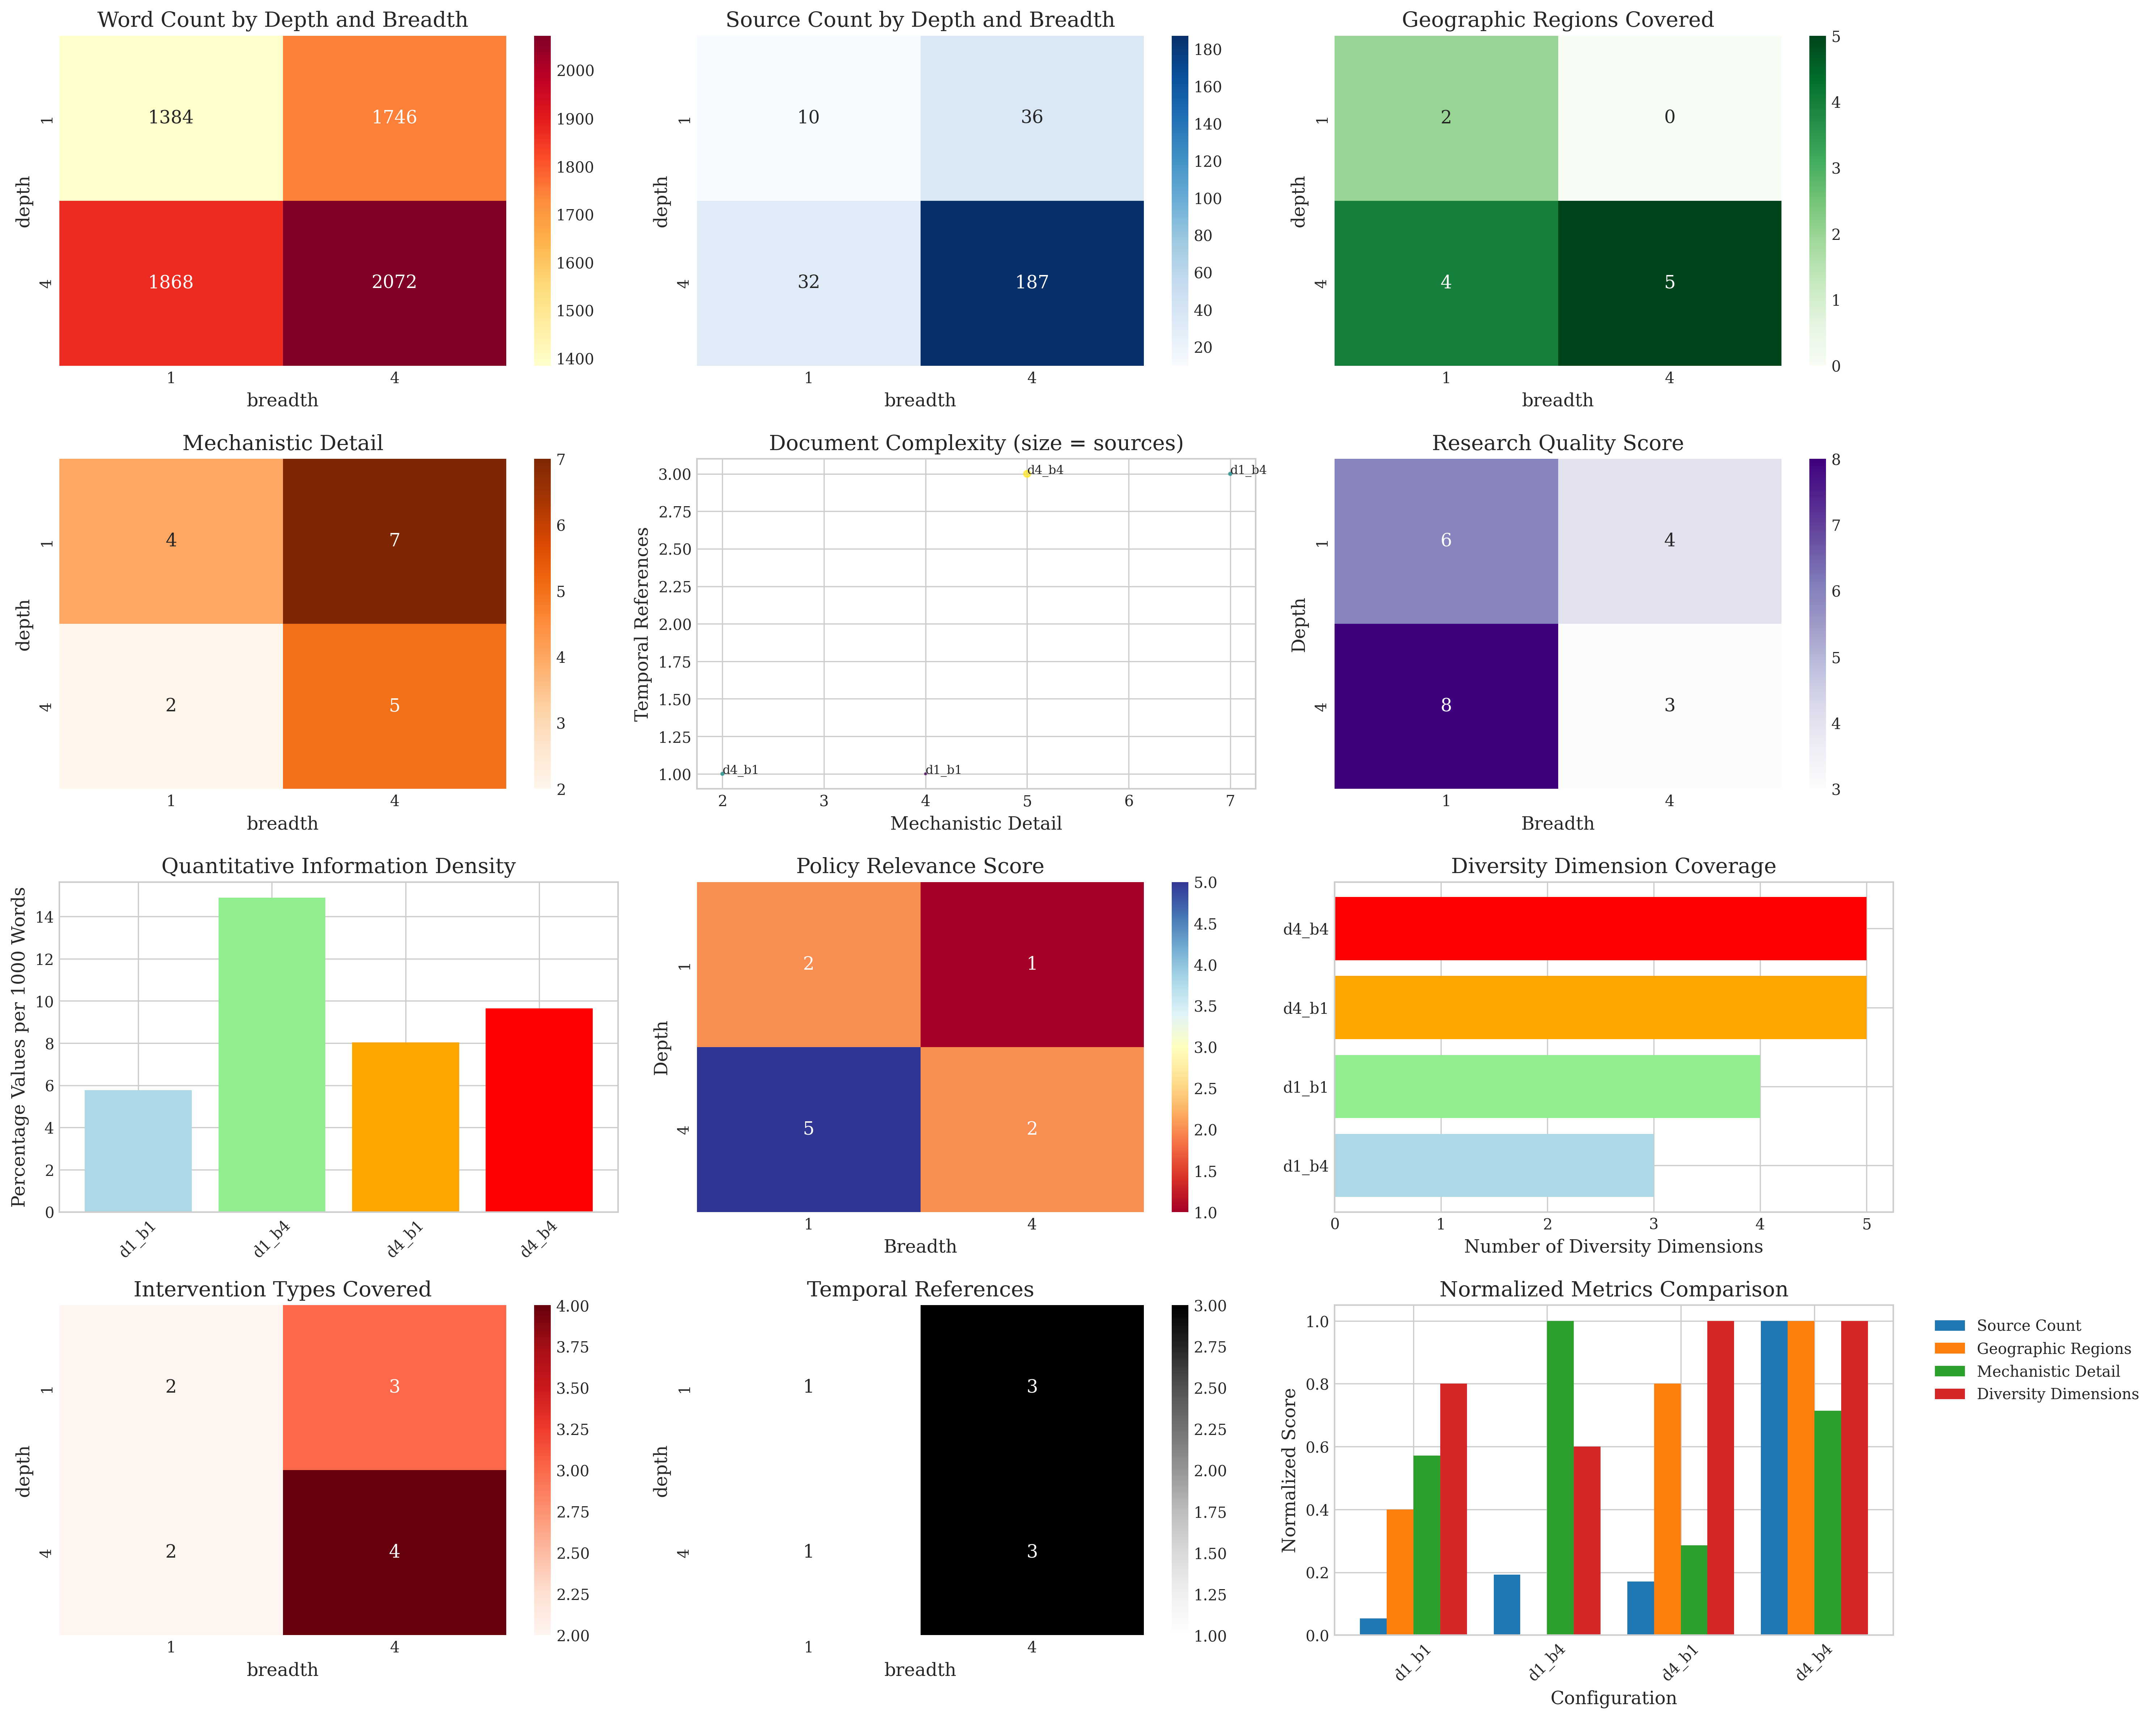 Word Count by Depth and Breadth
1384 1746
1868 2072
1
4
depth
1 4
breadth
2000
1900
1800
1700
1600
1500
1400
Source Count by Depth and Breadth
10 36
32 187
1
4
depth
1 4
breadth
180
160
140
120
100
80
60
40
20
Geographic Regions Covered
2 0
4 5
1
4
depth
1 4
breadth
5
4
3
2
1
0
Mechanistic Detail
4 7
2 5
1
4
depth
1 4
breadth
7
6
5
4
3
2
Document Complexity (size = sources)
Temporal References
3.00
2.75
2.50
2.25
2.00
1.75
1.50
1.25
1.00
d4_b4
d1_b4
d4_b1
d1_b1
2 3 4 5 6 7
Mechanistic Detail
Research Quality Score
6 4
8 3
1
4
Depth
1 4
Breadth
8
7
6
5
4
3
Quantitative Information Density
Percentage Values per 1000 Words
14
12
10
8
6
4
2
0
d1_b1 d1_b4 d4_b1 d4_b4
Policy Relevance Score
2 1
5 2
1
4
Depth
1 4
Breadth
5.0
4.5
4.0
3.5
3.0
2.5
2.0
1.5
1.0
Diversity Dimension Coverage
d4_b4
d4_b1
d1_b1
d1_b4
0 1 2 3 4 5
Number of Diversity Dimensions
Intervention Types Covered
2 3
2 4
1
4
depth
1 4
breadth
4.00
3.75
3.50
3.25
3.00
2.75
2.50
2.25
2.00
Temporal References
1 3
1 3
1
4
depth
1 4
breadth
3.00
2.75
2.50
2.25
2.00
1.75
1.50
1.25
1.00
Normalized Metrics Comparison
Normalized Score
1.0
0.8
0.6
0.4
0.2
0.0
d1_b1 d1_b4 d4_b1 d4_b4
Configuration
Source Count
Geographic Regions
Mechanistic Detail
Diversity Dimensions